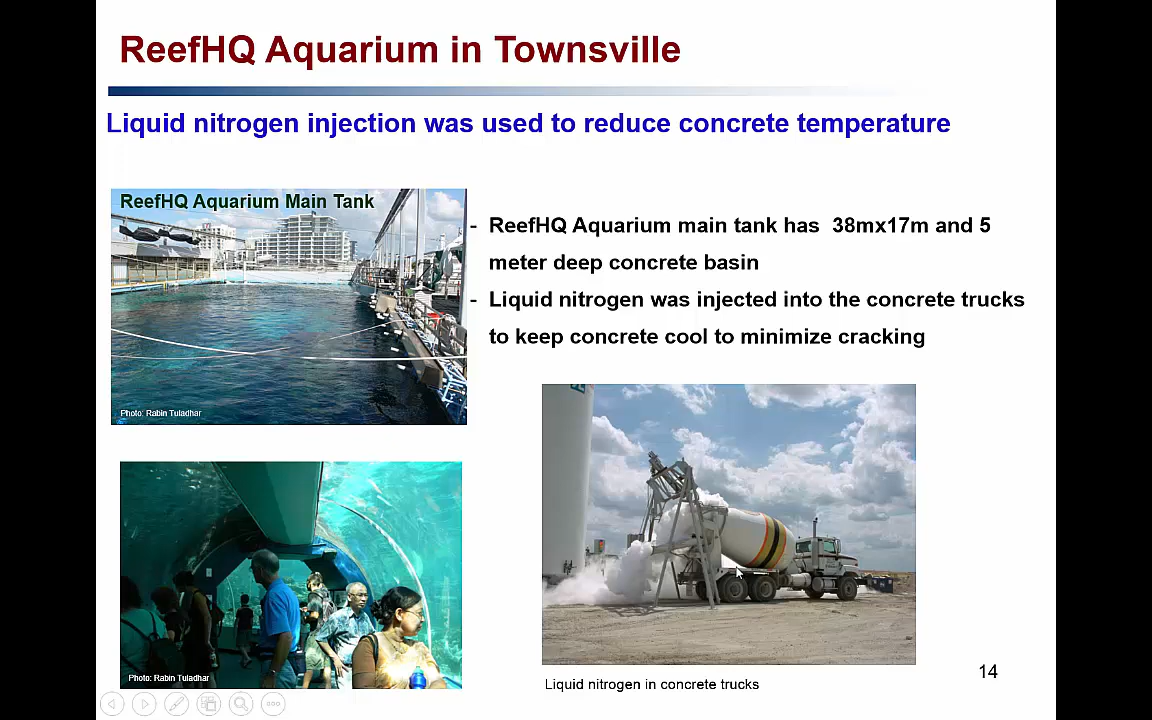 ReefHQ Aquarium in Townsville
Liquid nitrogen injection was used to reduce concrete temperature
ReefHQ Aquarium Main Tank
Photo: Rabin Tuladhar
- ReefHQ Aquarium main tank has 38mx17m and 5
meter deep concrete basin
- Liquid nitrogen was injected into the concrete trucks
to keep concrete cool to minimize cracking
Photo: Rabin Tuladhar
Liquid nitrogen in concrete trucks
14